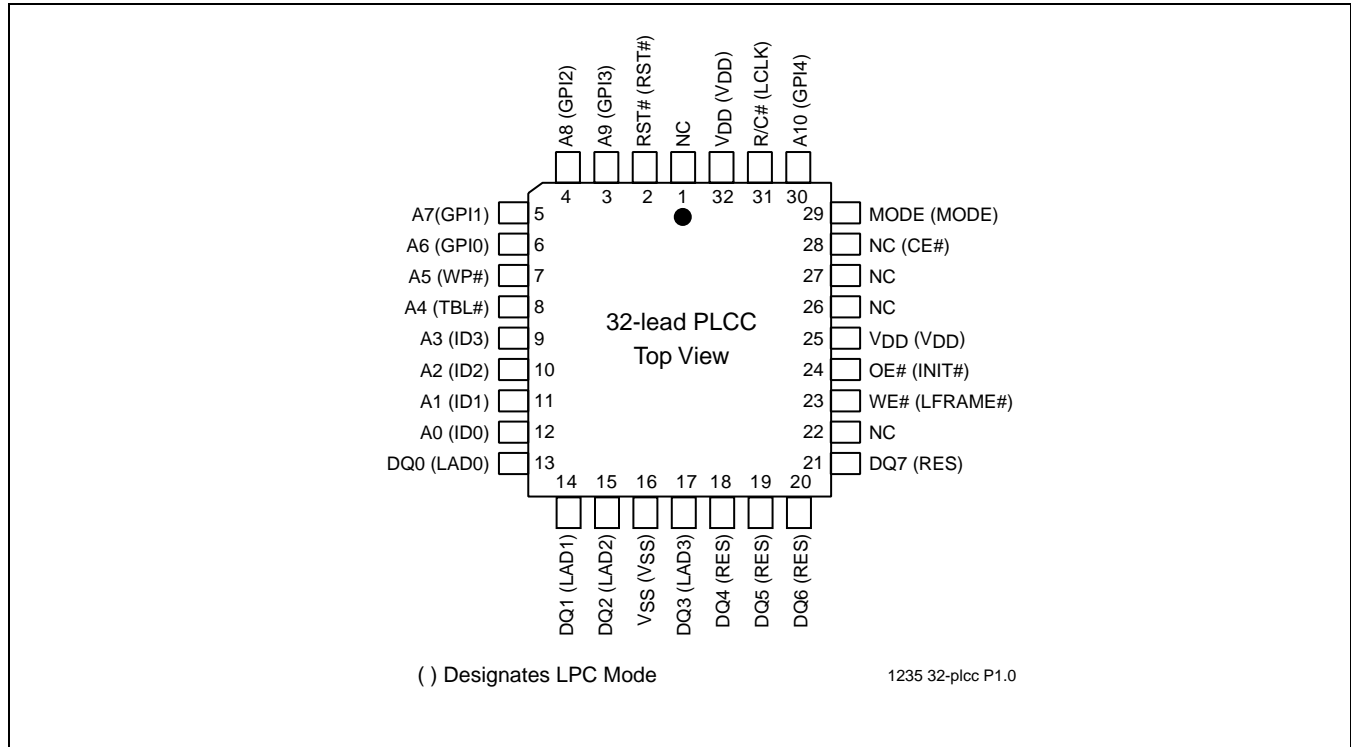 A8 (GPI2)
A9 (GPI3)
RST# (RST#)
NC
VDD (VDD)
R/C# (LCLK)
A10 (GPI4)
4
3
2
1
32
31
30
A7(GPI1)
5
A6 (GPI0)
6
A5 (WP#)
7
A4 (TBL#)
8
A3 (ID3)
9
A2 (ID2)
10
A1 (ID1)
11
A0 (ID0)
12
DQ0 (LAD0)
13
32-lead PLCC
Top View
29
MODE (MODE)
28
NC (CE#)
27
NC
26
NC
25
VDD (VDD)
24
OE# (INIT#)
23
WE# (LFRAME#)
22
NC
21
DQ7 (RES)
14
15
16
17
18
19
20
DQ1 (LAD1)
DQ2 (LAD2)
VSS (VSS)
DQ3 (LAD3)
DQ4 (RES)
DQ5 (RES)
DQ6 (RES)
( ) Designates LPC Mode
1235 32-plcc P1.0